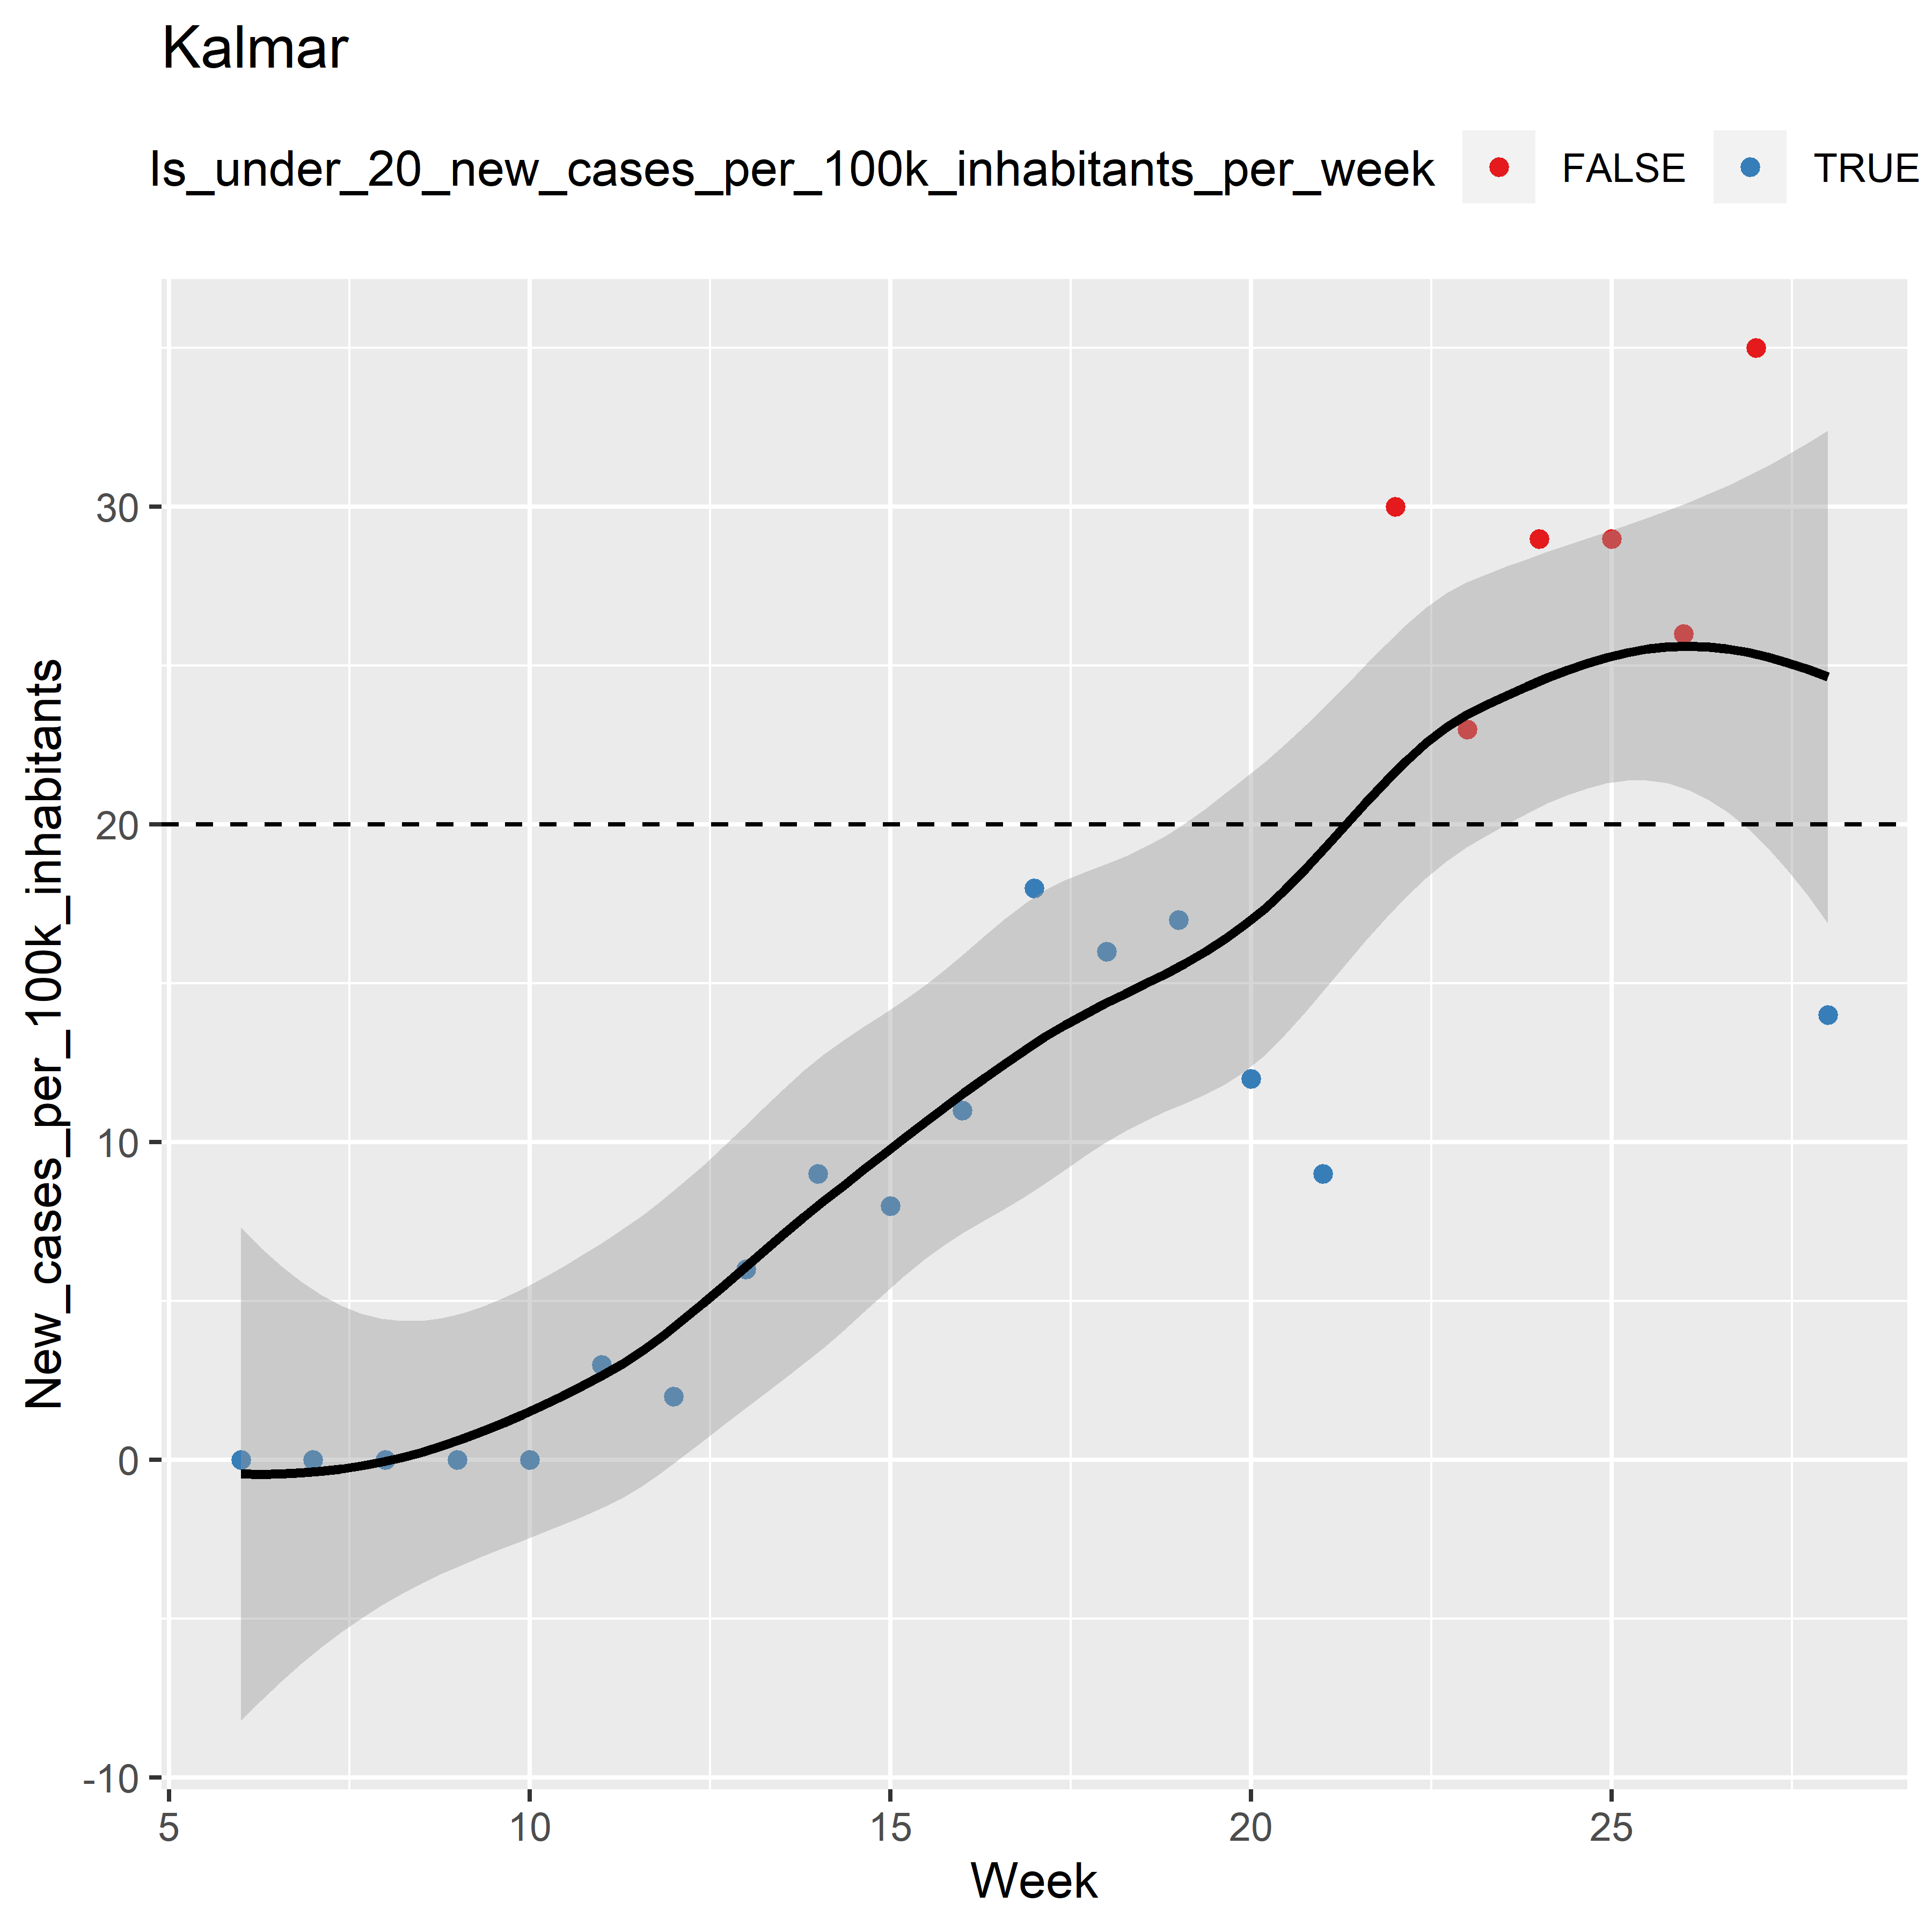 Kalmar
Is_under_20_new_cases_per_100k_inhabitants_per_week FALSE TRUE
New_cases_per_100k_inhabitants
30
20
10
0
-10
5 10 15 20 25
Week